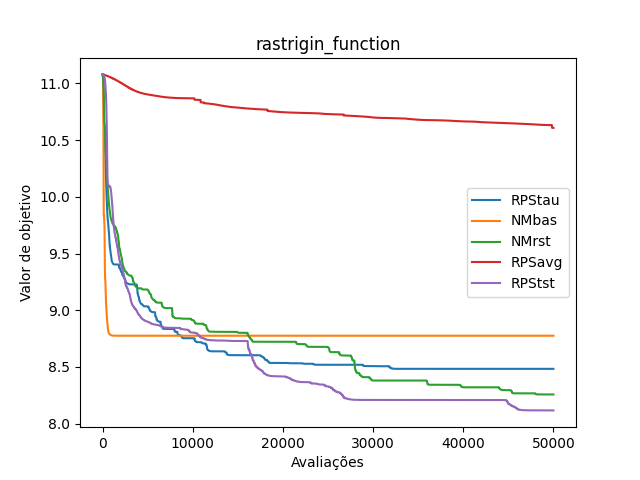 rastrigin_function
Valor de objetivo
11.0
10.5
10.0
9.5
9.0
8.5
8.0
RPStau
NMbas
NMrst
RPSavg
RPStst
0
10000
20000
30000
40000
50000
Avaliações